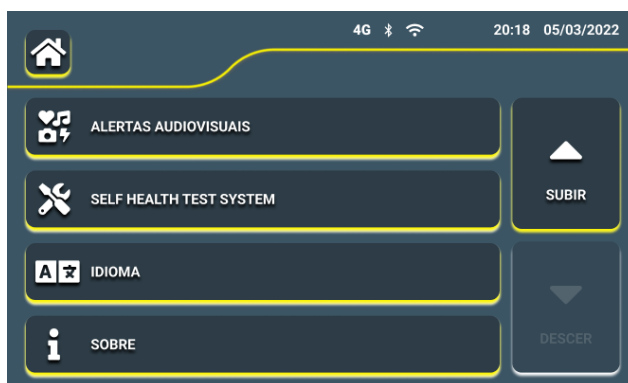 4G 20:18 05/03/2022
ALERTAS AUDIOVISUAIS
SELF HEALTH TEST SYSTEM
SUBIR
A
IDIOMA
SOBRE
DESCER